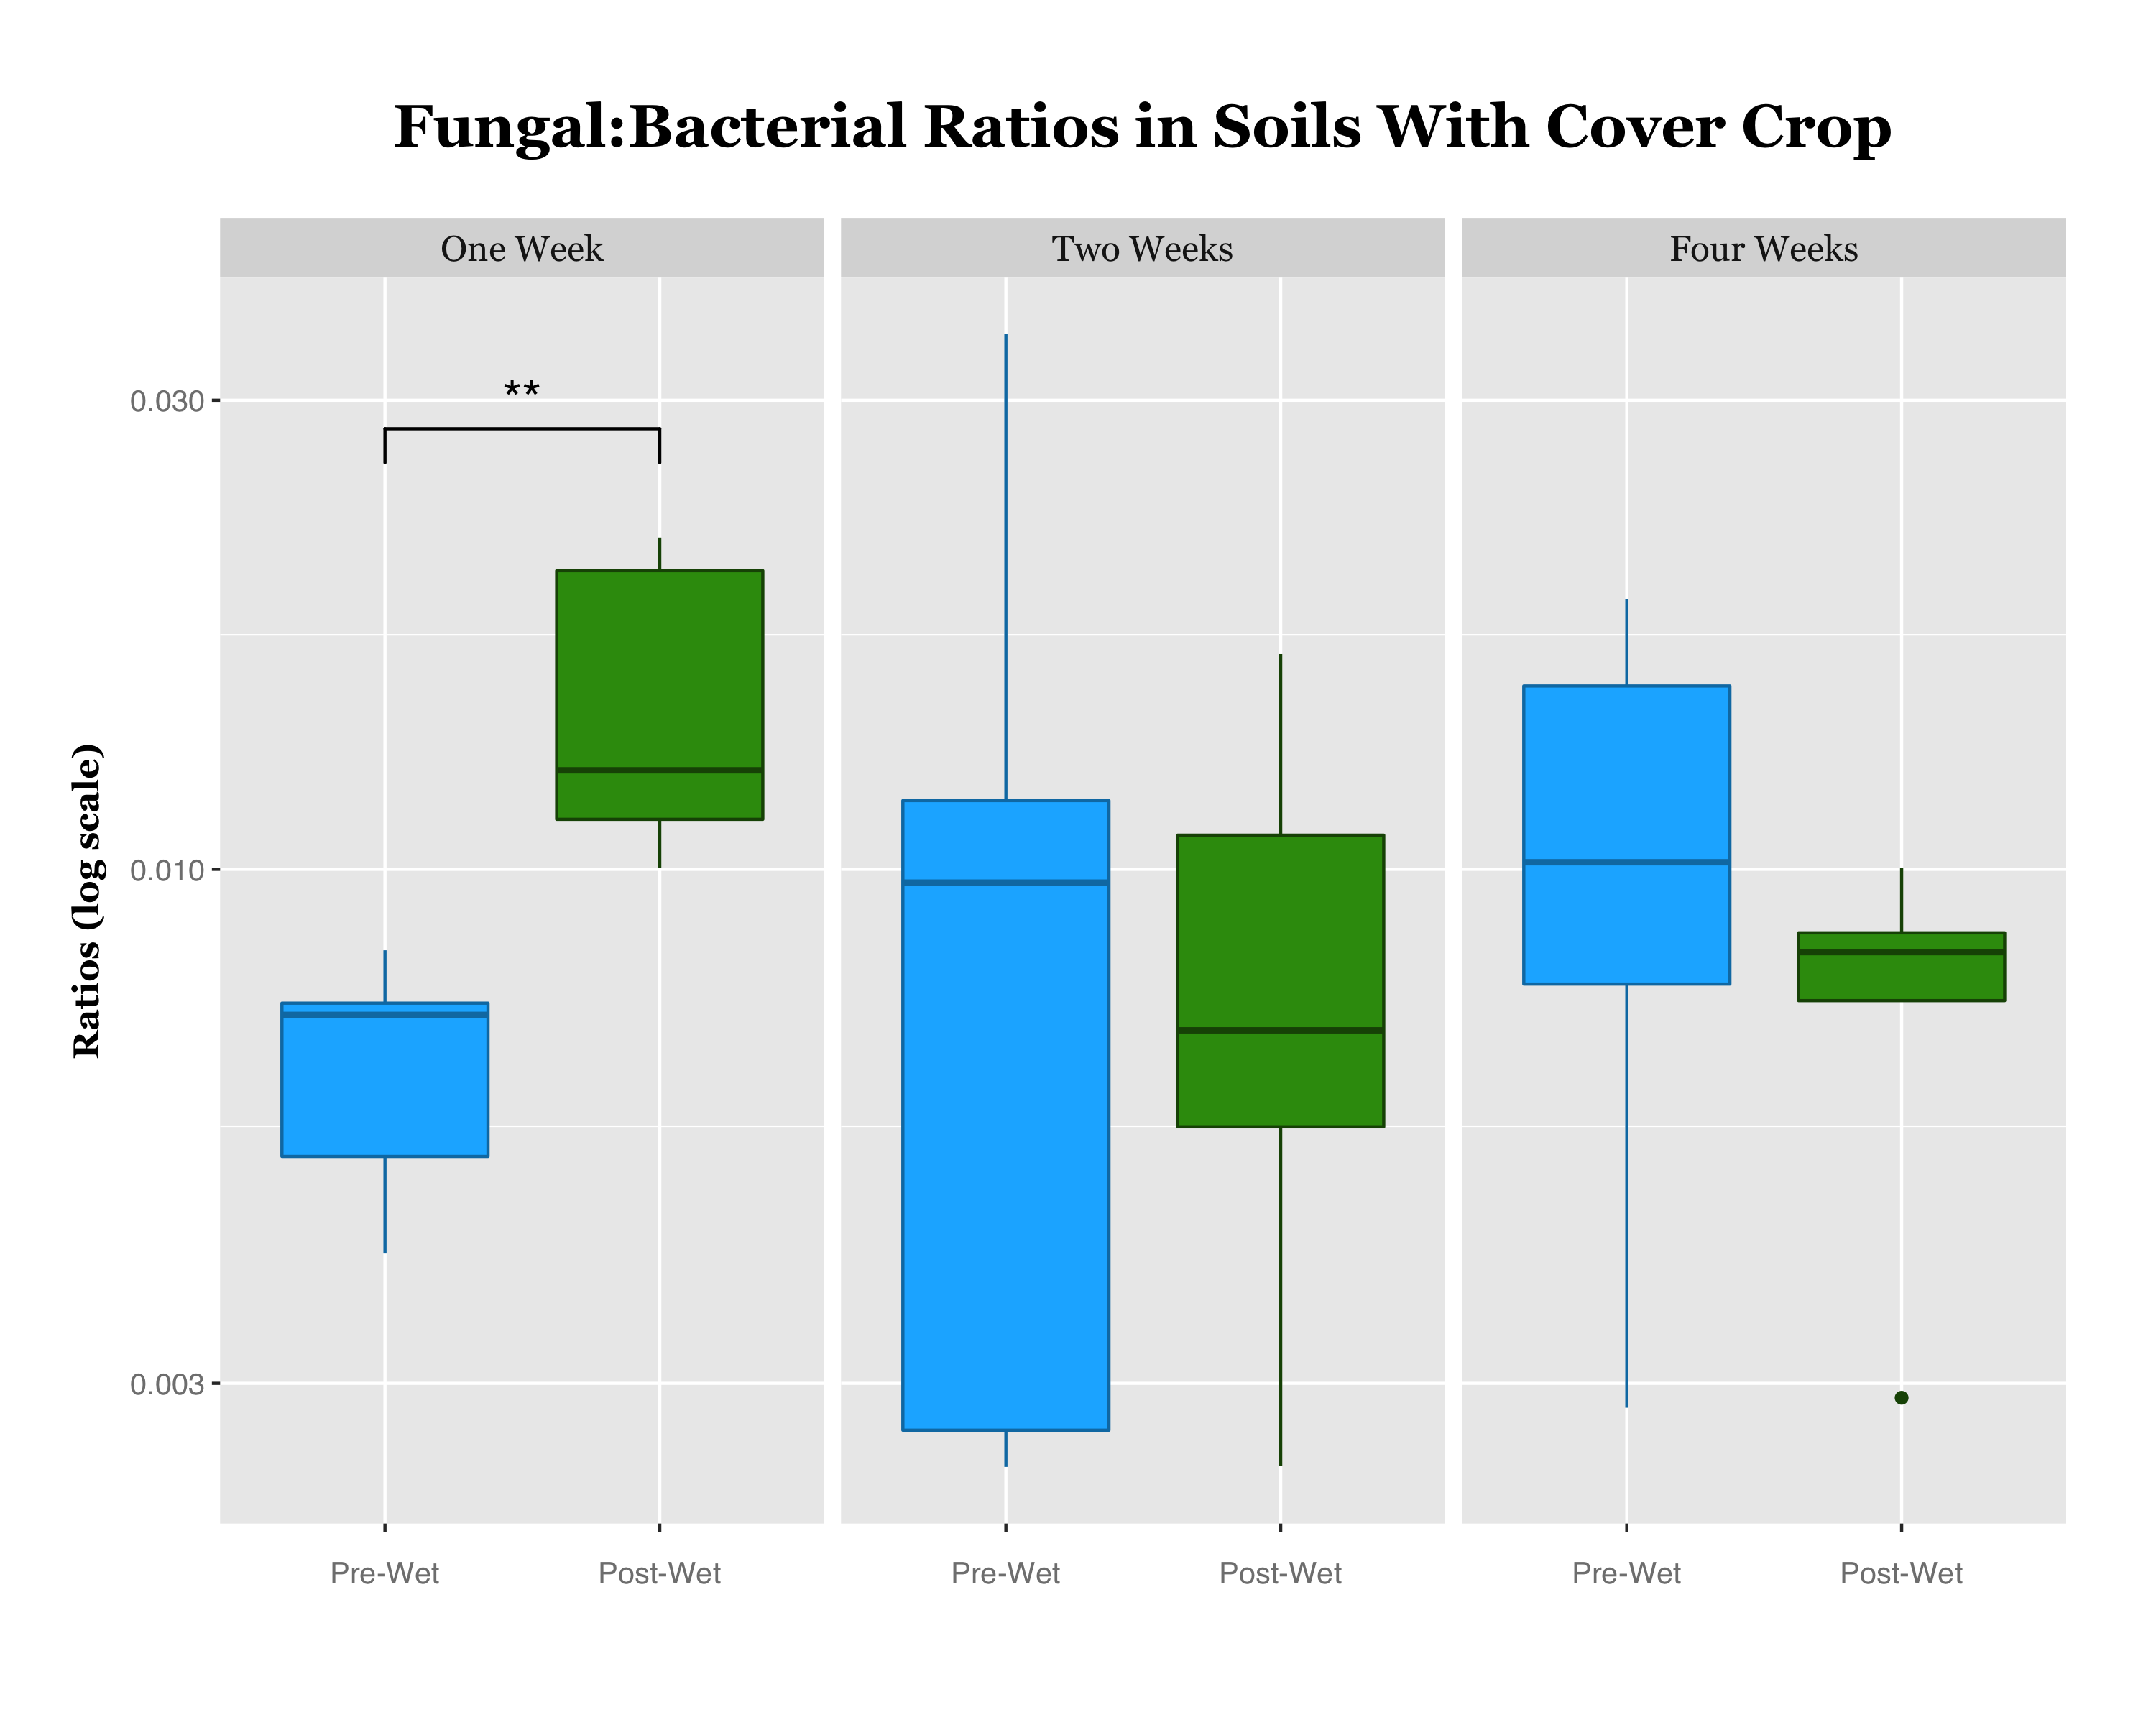 Fungal:Bacterial Ratios in Soils With Cover Crop
One Week
Two Weeks
Four Weeks
**
0.030
0.010
0.003
Ratios (log scale)
Pre-Wet
Post-Wet
Pre-Wet
Post-Wet
Pre-Wet
Post-Wet